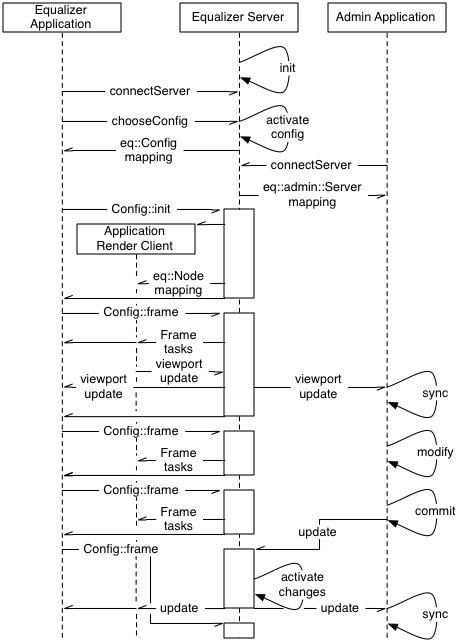 Equalizer
Application
Equalizer Server
Admin Application
init
connectServer
chooseConfig
activate
config
eq::Config
mapping
connectServer
eq::admin::Server
mapping
Config::init
Application
Render Client
eq::Node
mapping
Config::frame
Frame
tasks
viewport
update
viewport
update
viewport
update
sync
Config::frame
modify
Frame
tasks
Config::frame
commit
Frame
tasks
update
Config::frame
activate
changes
update
update
sync